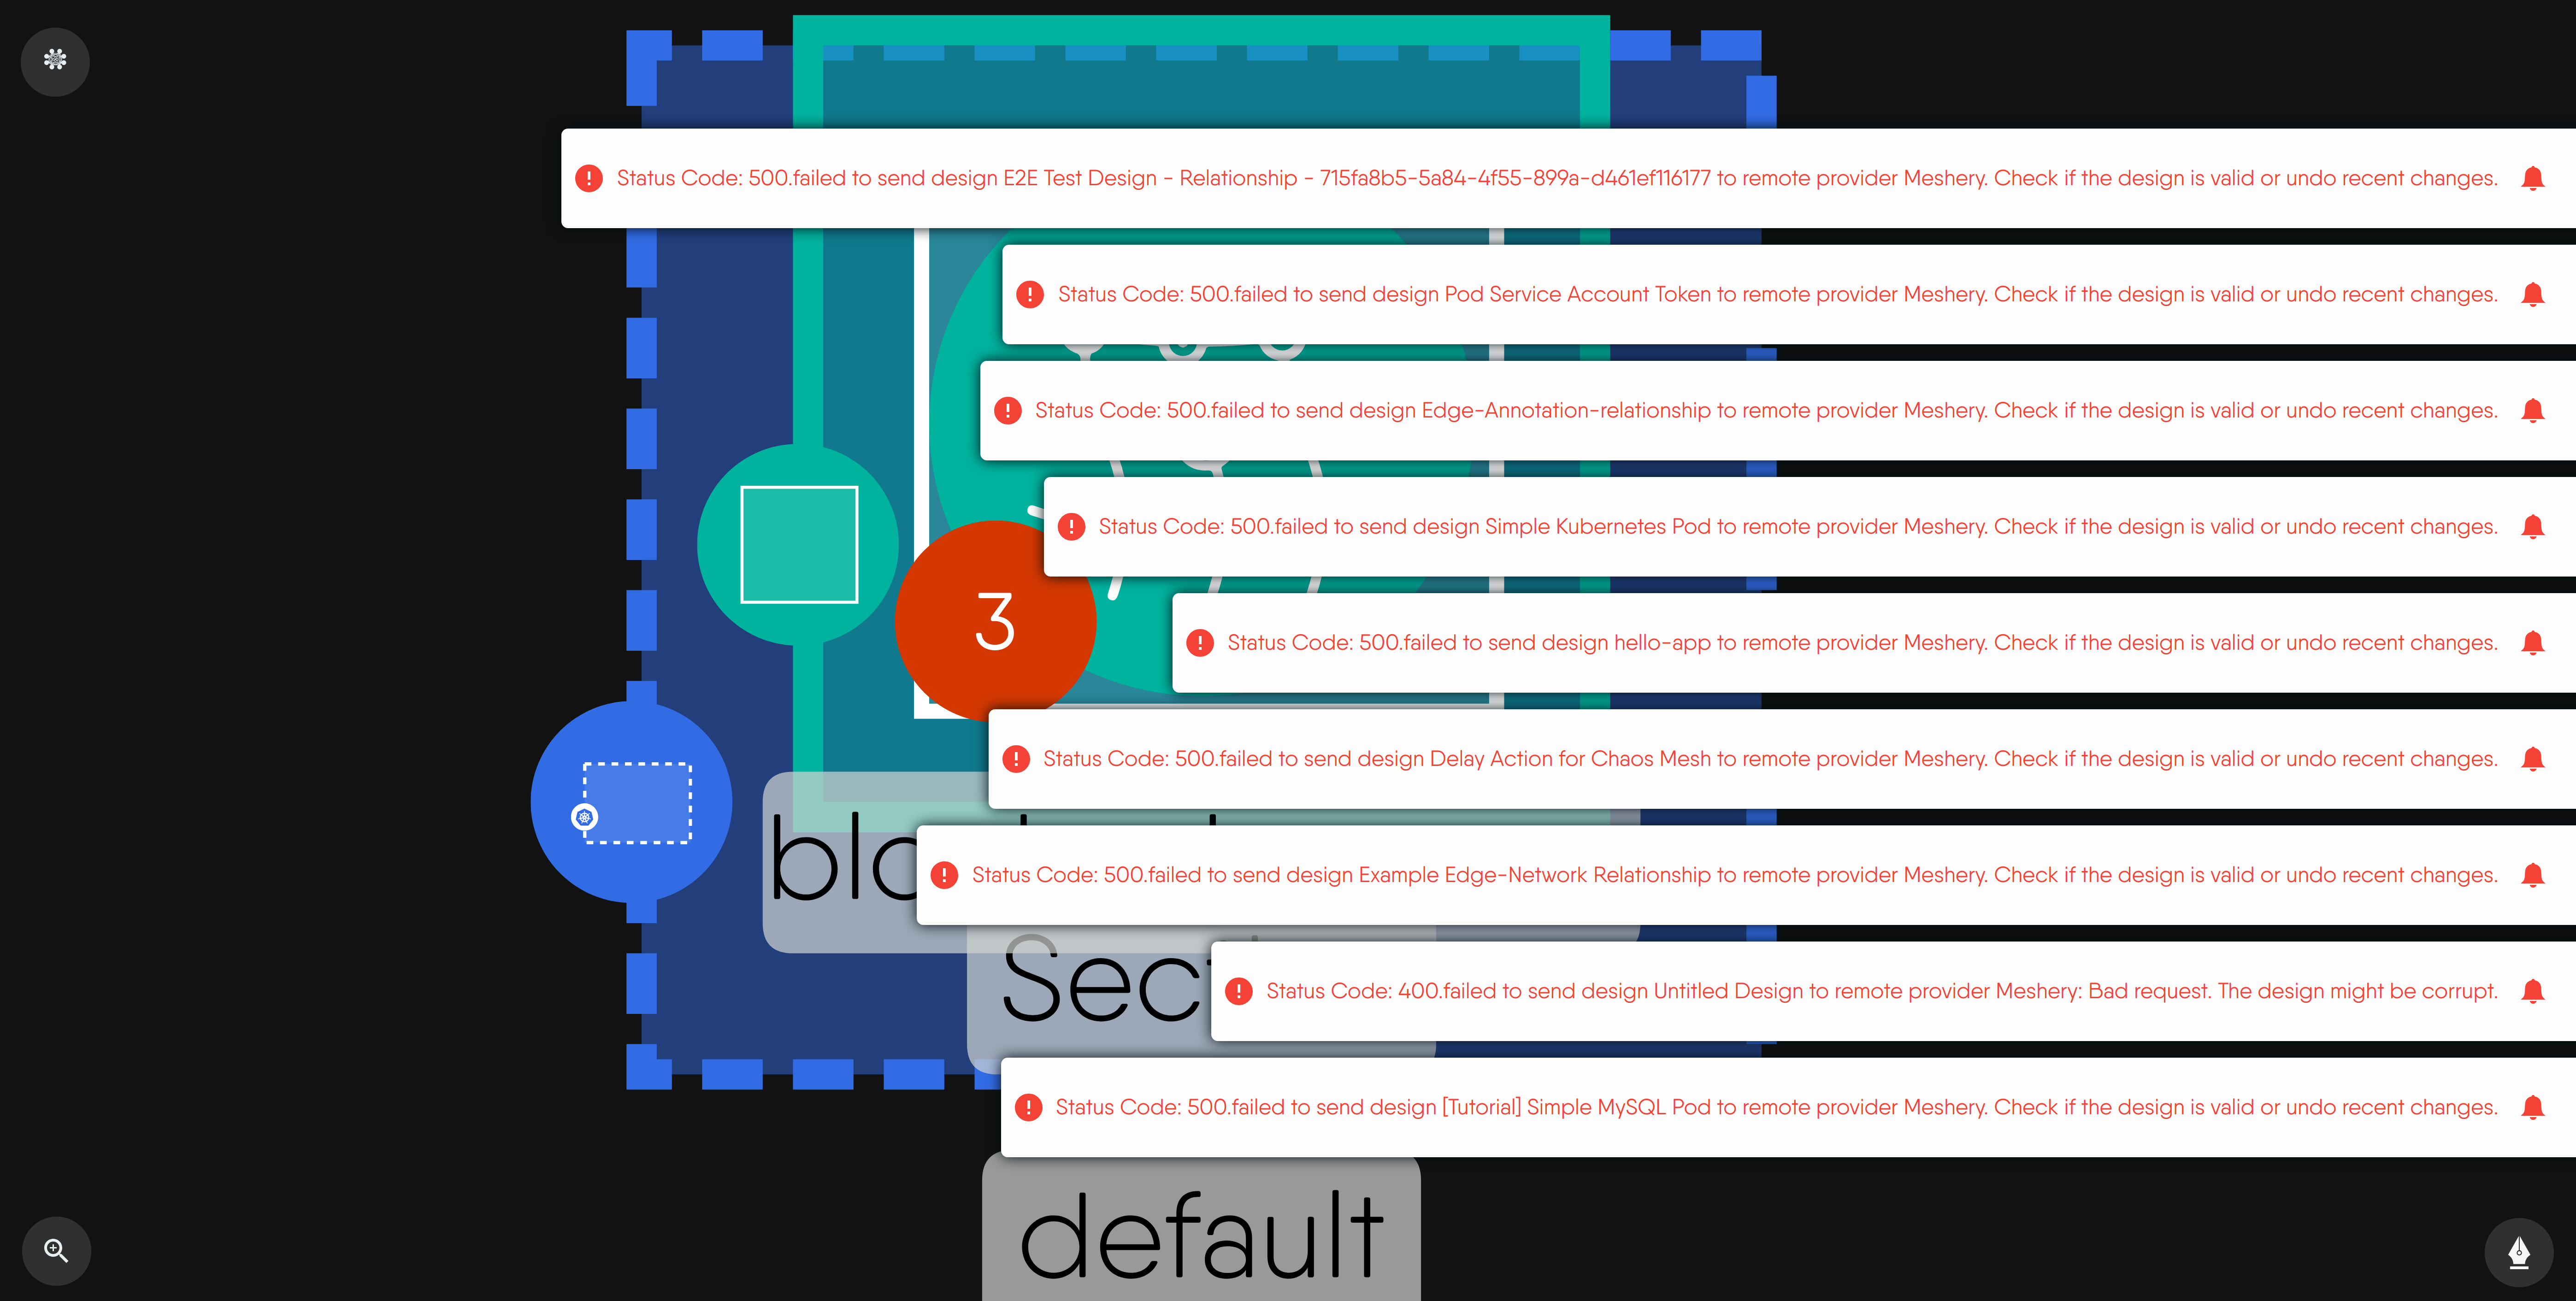 Status Code: 500.failed to send design E2E Test Design - Relationship - 715fa8b5-5a84-4f55-899a-d461ef116177 to remote provider Meshery. Check if the design is valid or undo recent changes.
Status Code: 500.failed to send design Pod Service Account Token to remote provider Meshery. Check if the design is valid or undo recent changes.
Status Code: 500.failed to send design Edge-Annotation-relationship to remote provider Meshery. Check if the design is valid or undo recent changes.
Status Code: 500.failed to send design Simple Kubernetes Pod to remote provider Meshery. Check if the design is valid or undo recent changes.
3
Status Code: 500.failed to send design hello-app to remote provider Meshery. Check if the design is valid or undo recent changes.
Status Code: 500.failed to send design Delay Action for Chaos Mesh to remote provider Meshery. Check if the design is valid or undo recent changes.
Status Code: 500.failed to send design Example Edge-Network Relationship to remote provider Meshery. Check if the design is valid or undo recent changes.
Status Code: 400.failed to send design Untitled Design to remote provider Meshery: Bad request. The design might be corrupt.
Status Code: 500.failed to send design [Tutorial] Simple MySQL Pod to remote provider Meshery. Check if the design is valid or undo recent changes.
default